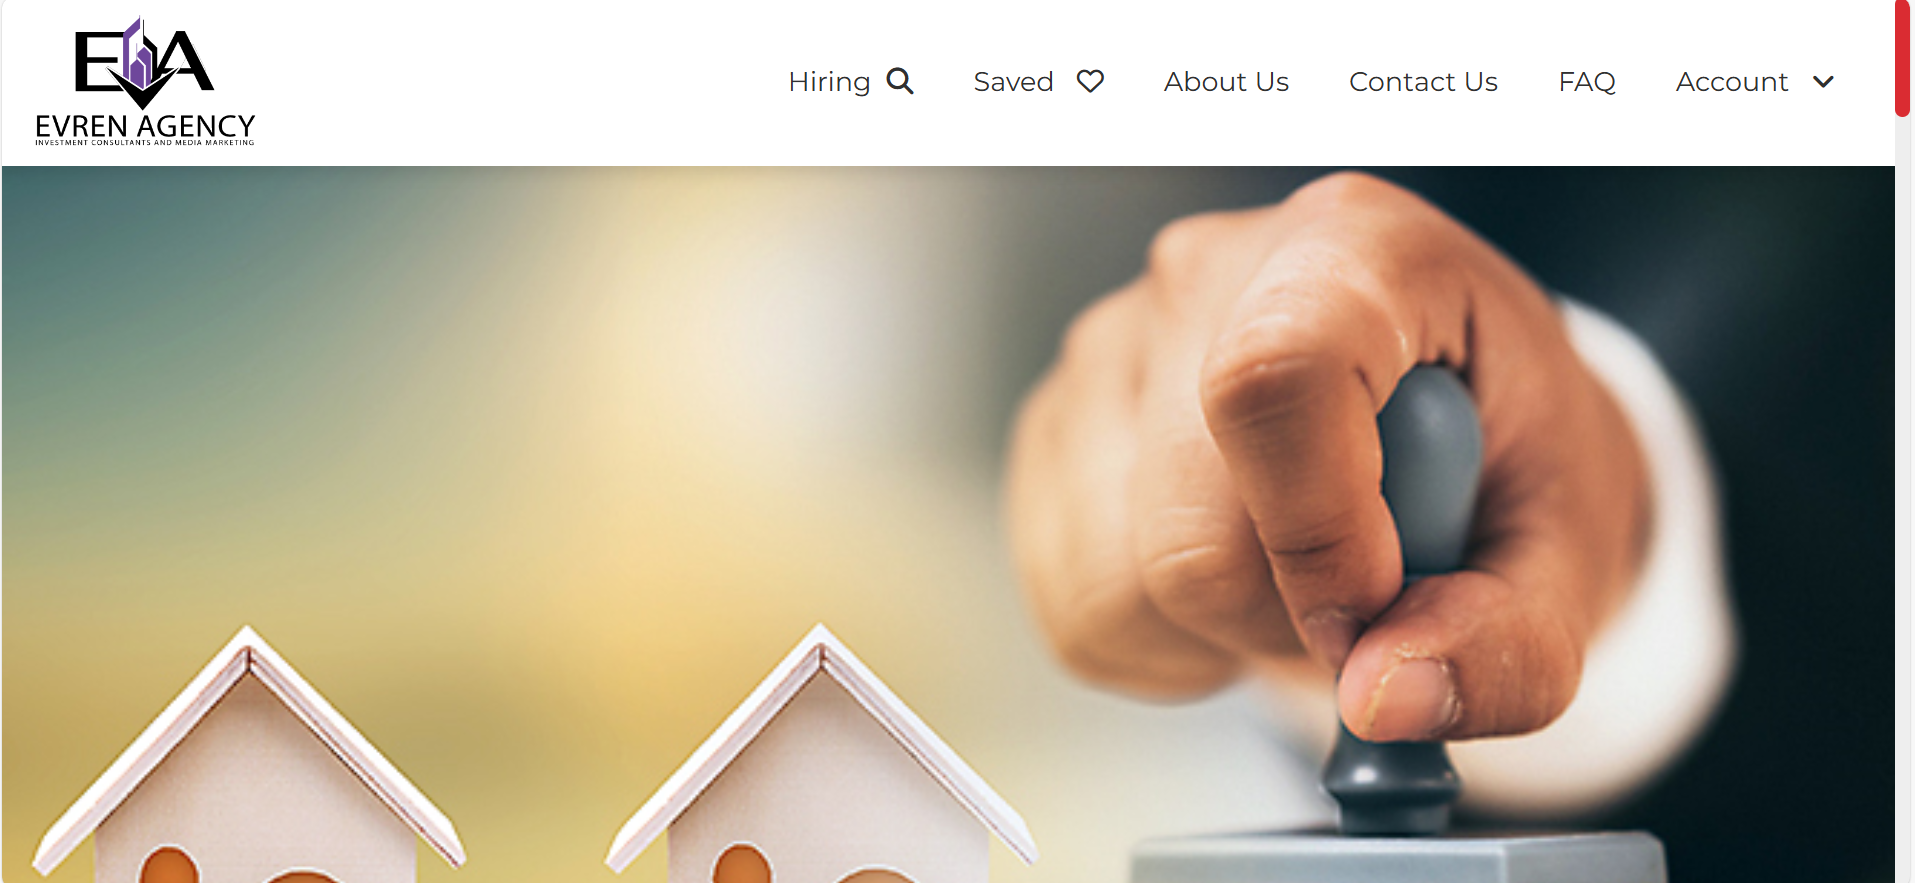 EA
EVREN AGENCY
INVESTMENT CONSULTANTS AND MEDIA MARKETING
Hiring Saved About Us Contact Us FAQ Account